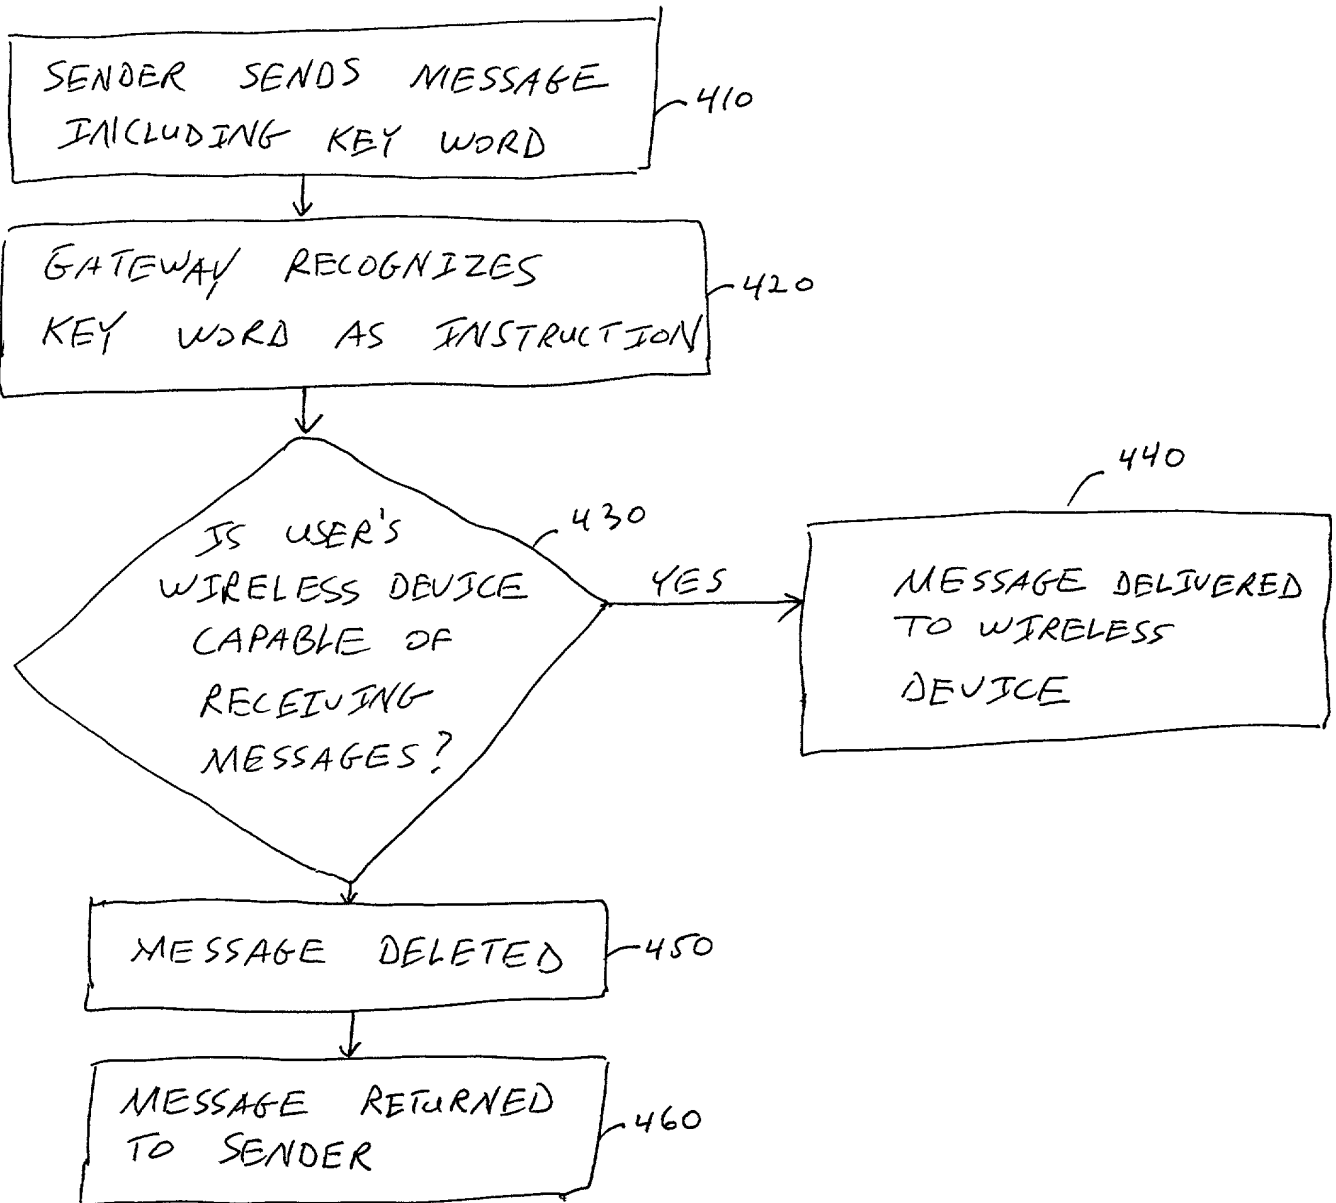 SENDER SENDS MESSAGE
INCLUDING KEY WORD
410
GATEWAY RECOGNIZES
KEY WORD AS INSTRUCTION
420
IS USER'S
WIRELESS DEVICE
CAPABLE OF
RECEIVING
MESSAGES?
430
YES
440
MESSAGE DELIVERED
TO WIRELESS
DEVICE
MESSAGE DELETED
450
MESSAGE RETURNED
TO SENDER
460